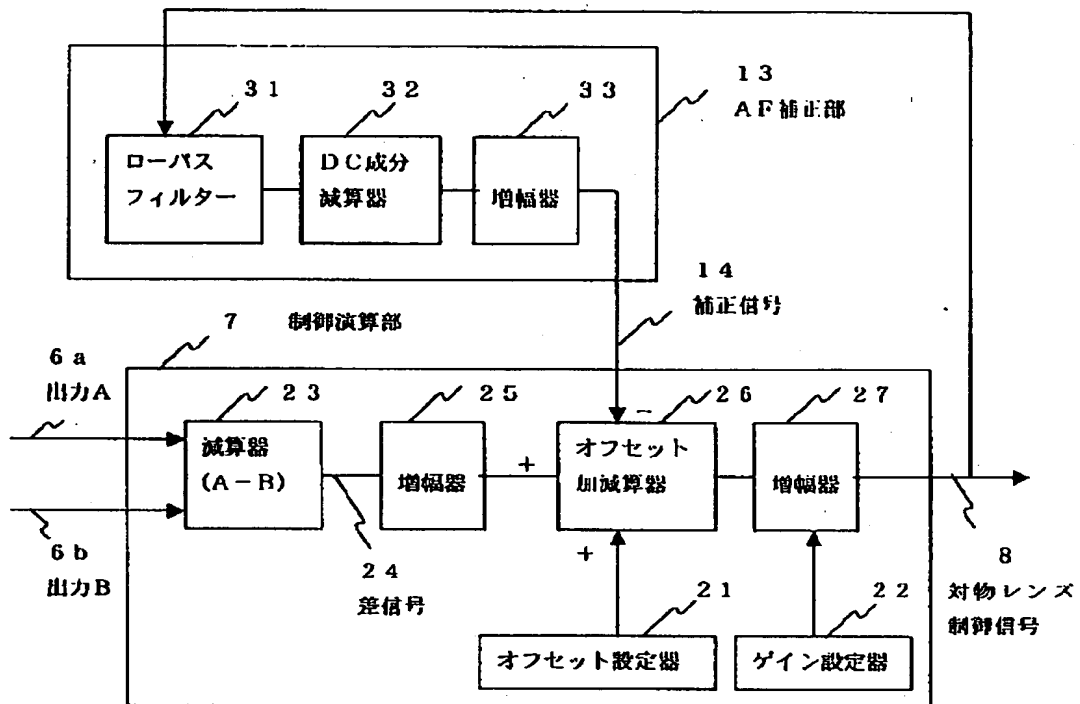 31
32
33
13
AF補正部
ローパス
フィルター
DC成分
減算器
増幅器
14
補正信号
7 制御演算部
6a
出力A
23
25
26
27
減算器
(A-B)
増幅器
+
-
オフセット
加減算器
増幅器
6b
出力B
24
差信号
+
21
22
8
対物レンズ
制御信号
オフセット設定器
ゲイン設定器